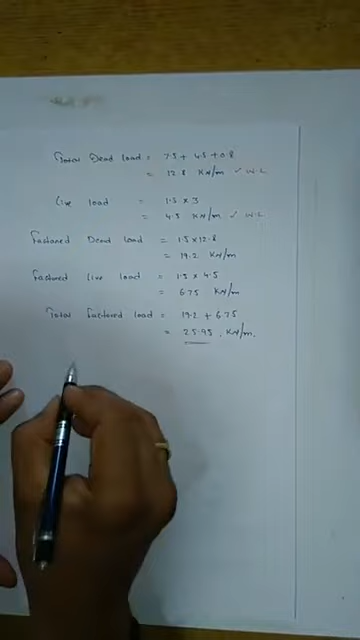 Total Dead load = 7.5 + 4.5 + 0.8
= 12.8 KN/m ✓ W.L
Live load = 1.5 × 3
= 4.5 KN/m ✓ W.L
Factored Dead load = 1.5 × 12.8
= 19.2 KN/m
Factored Live load = 1.5 × 4.5
= 6.75 KN/m
Total factored load = 19.2 + 6.75
= 25.95 KN/m.